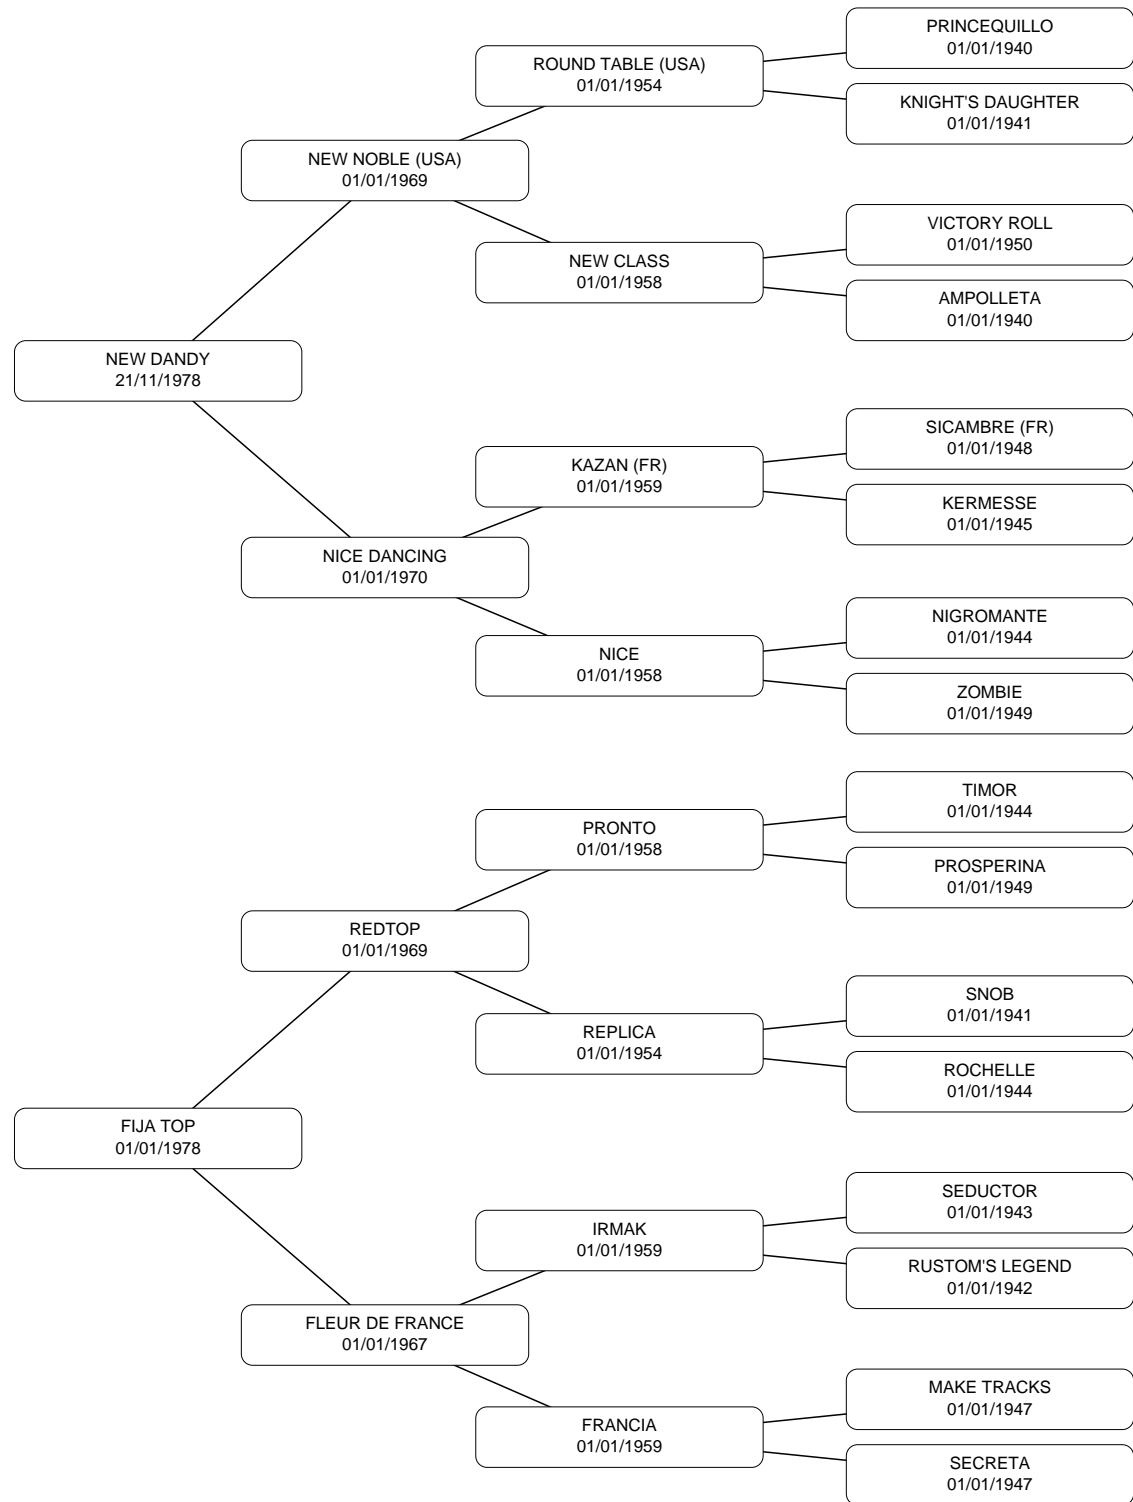 PRINCEQUILLO
01/01/1940
ROUND TABLE (USA)
01/01/1954
KNIGHT'S DAUGHTER
01/01/1941
NEW NOBLE (USA)
01/01/1969
VICTORY ROLL
01/01/1950
NEW CLASS
01/01/1958
AMPOLLETA
01/01/1940
NEW DANDY
21/11/1978
SICAMBRE (FR)
01/01/1948
KAZAN (FR)
01/01/1959
KERMESSE
01/01/1945
NICE DANCING
01/01/1970
NIGROMANTE
01/01/1944
NICE
01/01/1958
ZOMBIE
01/01/1949
TIMOR
01/01/1944
PRONTO
01/01/1958
PROSPERINA
01/01/1949
REDTOP
01/01/1969
SNOB
01/01/1941
REPLICA
01/01/1954
ROCHELLE
01/01/1944
FIJA TOP
01/01/1978
SEDUCTOR
01/01/1943
IRMAK
01/01/1959
RUSTOM'S LEGEND
01/01/1942
FLEUR DE FRANCE
01/01/1967
MAKE TRACKS
01/01/1947
FRANCIA
01/01/1959
SECRETA
01/01/1947